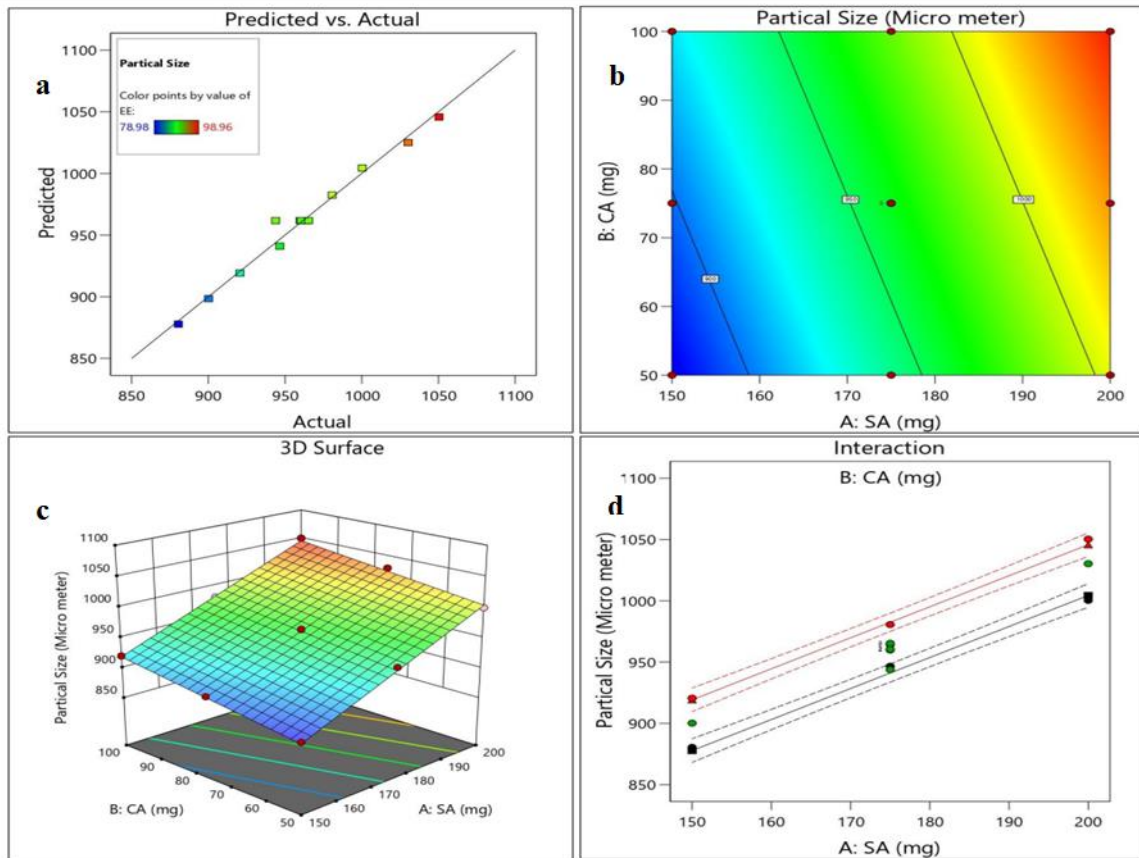 Predicted vs. Actual
a
Partical Size
Color points by value of
EE:
78.98 98.96
Predicted
1100
1050
1000
950
900
850
850 900 950 1000 1050 1100
Actual
Partical Size (Micro meter)
b
B: CA (mg)
100
90
80
70
60
50
900
950
1000
150 160 170 180 190 200
A: SA (mg)
3D Surface
c
Partical Size (Micro meter)
1100
1050
1000
950
900
850
100 90 80 70 60 50
B: CA (mg)
150 160 170 180 190 200
A: SA (mg)
Interaction
B: CA (mg)
d
Partical Size (Micro meter)
1100
1050
1000
950
900
850
150 160 170 180 190 200
A: SA (mg)